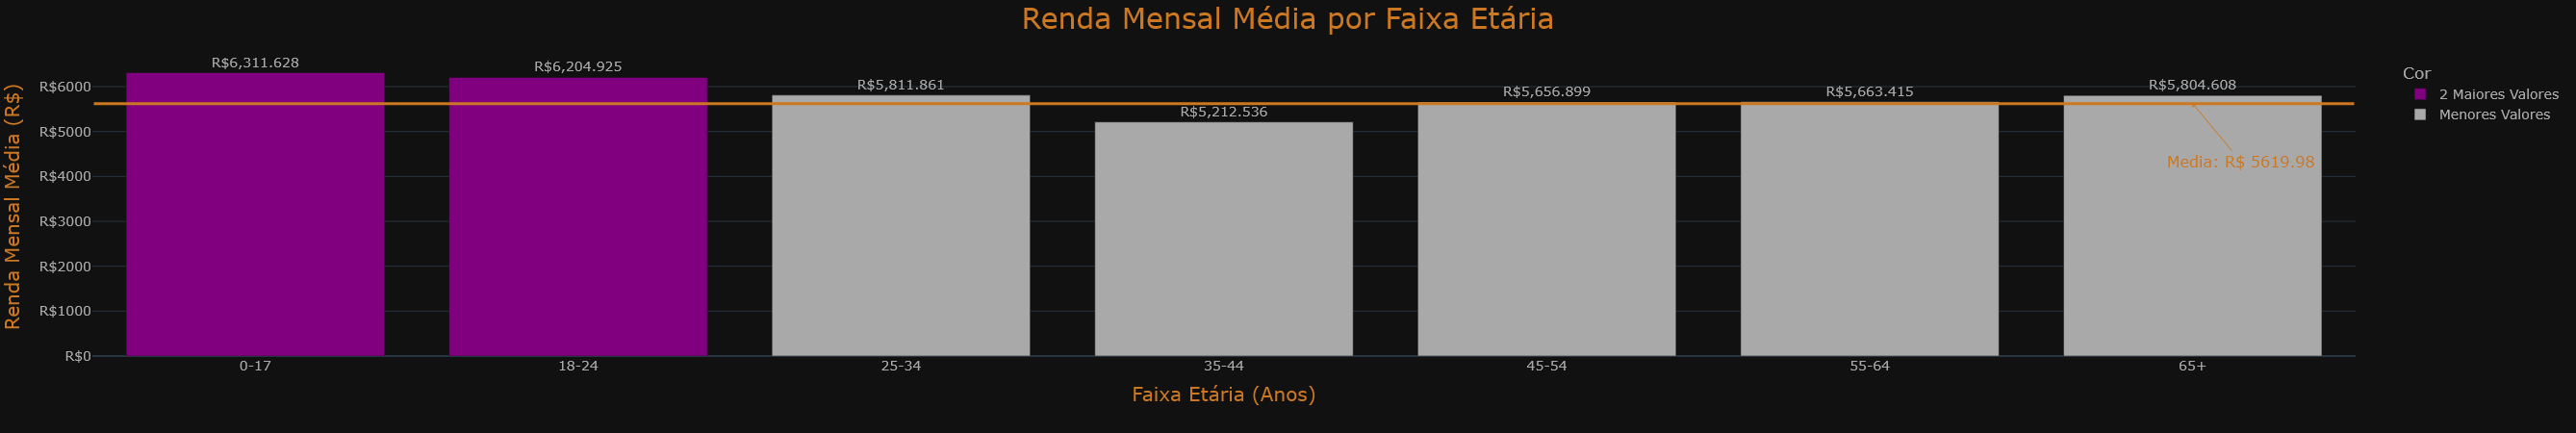 Renda Mensal Média por Faixa Etária
Renda Mensal Média (R$)
R$6000
R$5000
R$4000
R$3000
R$2000
R$1000
R$0
R$6,311.628
R$6,204.925
R$5,811.861
R$5,212.536
R$5,656.899
R$5,663.415
R$5,804.608
Media: R$ 5619.98
0-17
18-24
25-34
35-44
45-54
55-64
65+
Faixa Etária (Anos)
Cor
2 Maiores Valores
Menores Valores